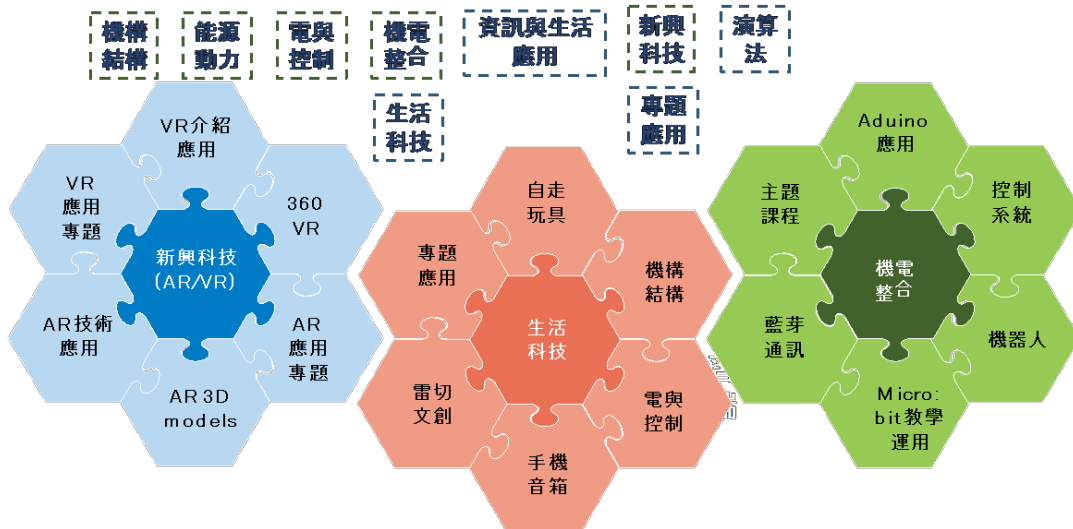 機構
結構
能源
動力
電與
控制
機電
整合
資訊與生活
應用
新興
科技
演算
法
生活
科技
專題
應用
VR介紹
應用
VR
應用
專題
360
VR
新興科技
(AR/VR)
AR技術
應用
AR
應用
專題
AR 3D
models
自走
玩具
專題
應用
機構
結構
生活
科技
雷切
文創
電與
控制
手機
音箱
Aduino
應用
主題
課程
控制
系統
機電
整合
藍芽
通訊
機器人
Micro:
bit教學
運用